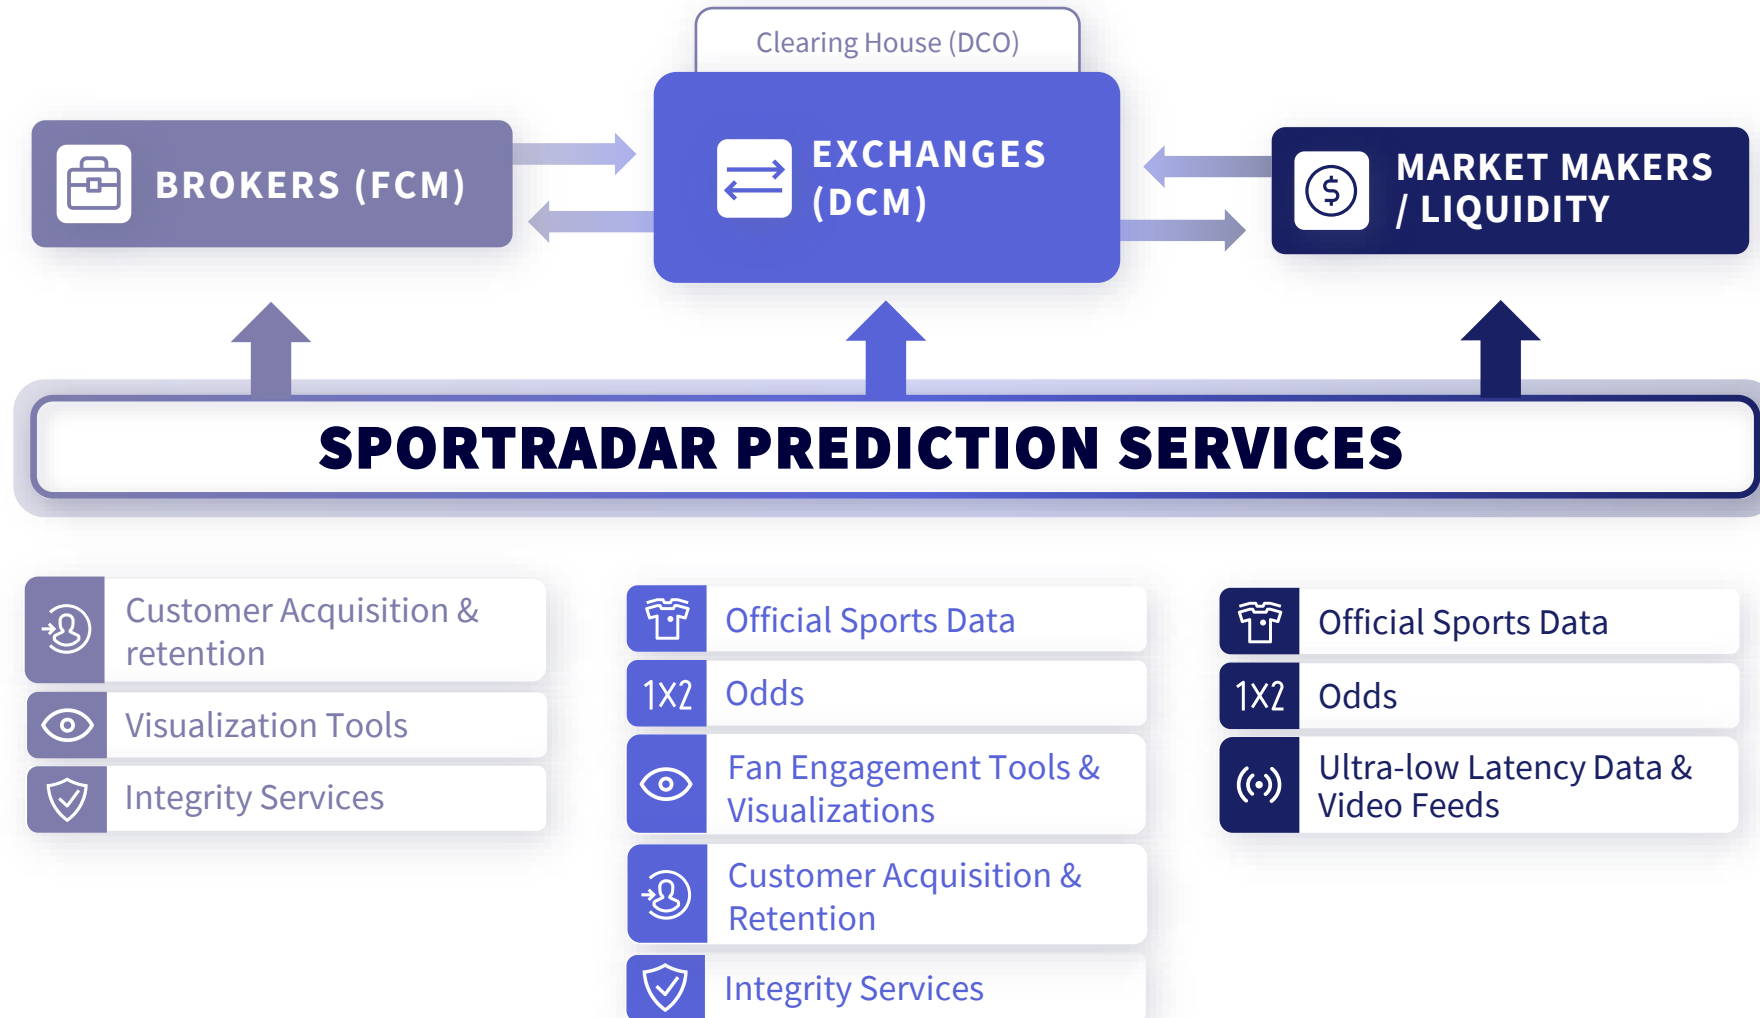 Clearing House (DCO)
BROKERS (FCM)
EXCHANGES
(DCM)
MARKET MAKERS
/ LIQUIDITY
SPORTRADAR PREDICTION SERVICES
Customer Acquisition &
retention
Visualization Tools
Integrity Services
Official Sports Data
1X2 Odds
Fan Engagement Tools &
Visualizations
Customer Acquisition &
Retention
Integrity Services
Official Sports Data
1X2 Odds
Ultra-low Latency Data &
Video Feeds